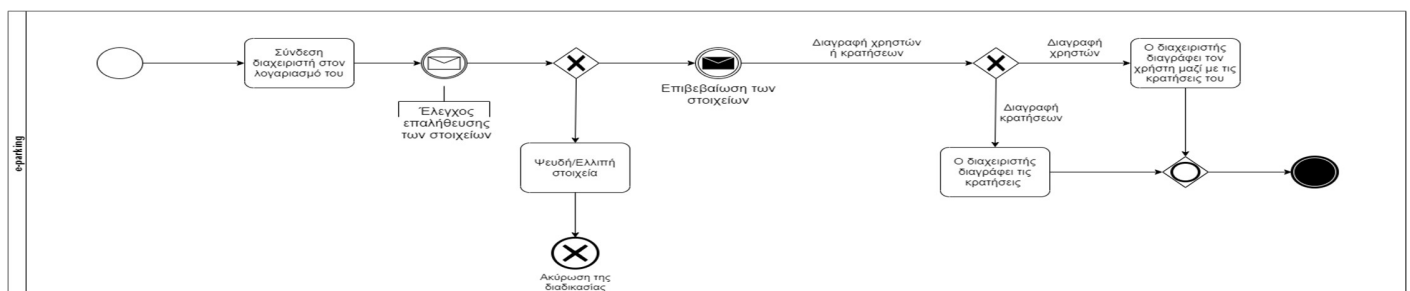 e-parking
Σύνδεση
διαχειριστή στον
λογαριασμό του
Έλεγχος
επαλήθευσης
των στοιχείων
Ψευδή/Ελλιπή
στοιχεία
Ακύρωση της
διαδικασίας
Επιβεβαίωση των
στοιχείων
Διαγραφή χρηστών
ή κρατήσεων
Διαγραφή
χρηστών
Ο διαχειριστής
διαγράφει τον
χρήστη μαζί με τις
κρατήσεις του
Διαγραφή
κρατήσεων
Ο διαχειριστής
διαγράφει τις
κρατήσεις